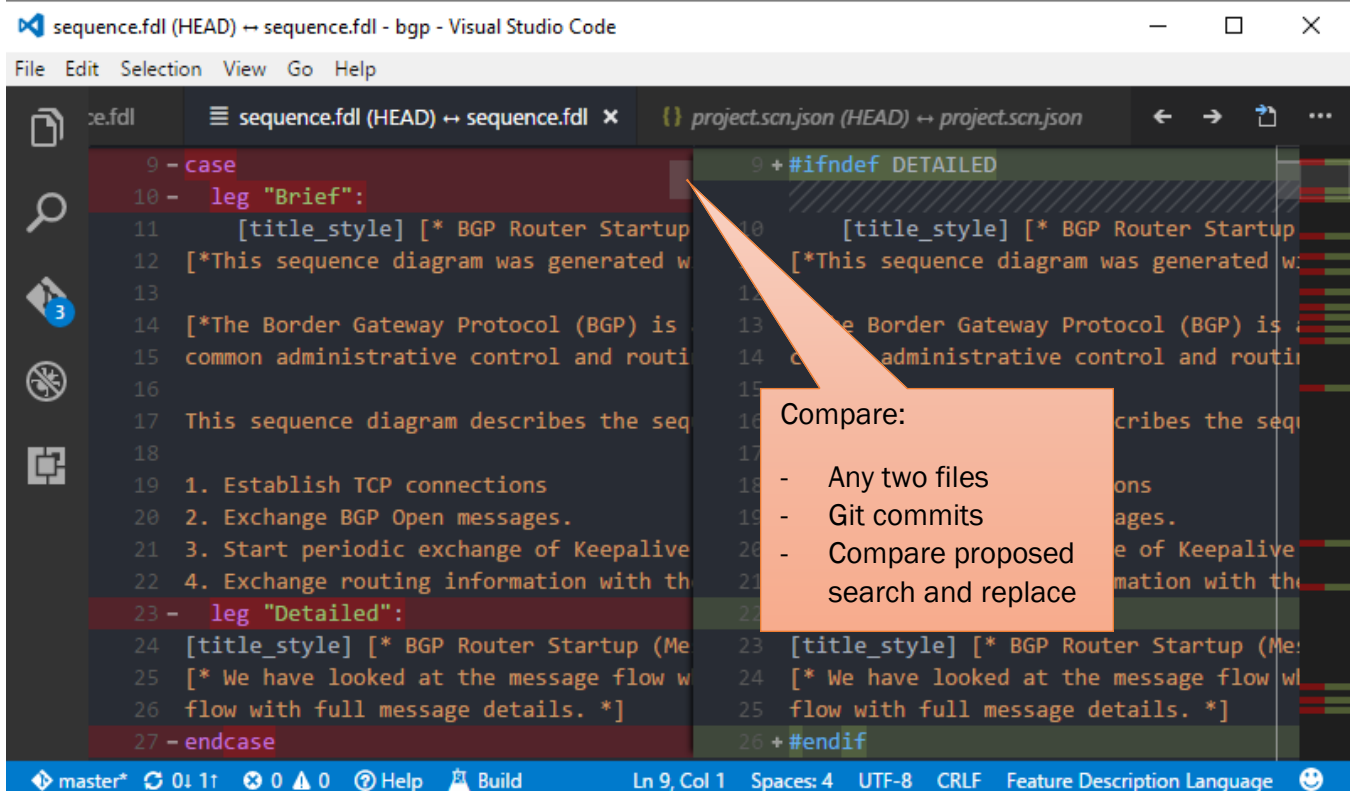 sequence.fdl (HEAD) ↔ sequence.fdl - bgp - Visual Studio Code
File Edit Selection View Go Help
ce.fdl sequence.fdl (HEAD) ↔ sequence.fdl × {} project.scn.json (HEAD) ↔ project.scn.json ← → ...
9 - case
10 - leg "Brief":
11 [title_style] [* BGP Router Startup
12 [*This sequence diagram was generated w
13
14 [*The Border Gateway Protocol (BGP) is
15 common administrative control and routi
16
17 This sequence diagram describes the seq
18
19 1. Establish TCP connections
20 2. Exchange BGP Open messages.
21 3. Start periodic exchange of Keepalive
22 4. Exchange routing information with th
23 - leg "Detailed":
24 [title_style] [* BGP Router Startup (Me
25 [* We have looked at the message flow w
26 flow with full message details. *]
27 - endcase
9 + #ifndef DETAILED
10 [title_style] [* BGP Router Startup
[*This sequence diagram was generated wi
12
13 e Border Gateway Protocol (BGP) is a
14 c administrative control and routin
15
16 cribes the sequ
17
18 ons
19 ages.
20 e of Keepalive
21 mation with the
22
23 [title_style] [* BGP Router Startup (Mes
24 [* We have looked at the message flow wh
25 flow with full message details. *]
26 + #endif
Compare:
- Any two files
- Git commits
- Compare proposed
search and replace
3
master* 0↓ 1↑ 0 0 Help Build Ln 9, Col 1 Spaces: 4 UTF-8 CRLF Feature Description Language